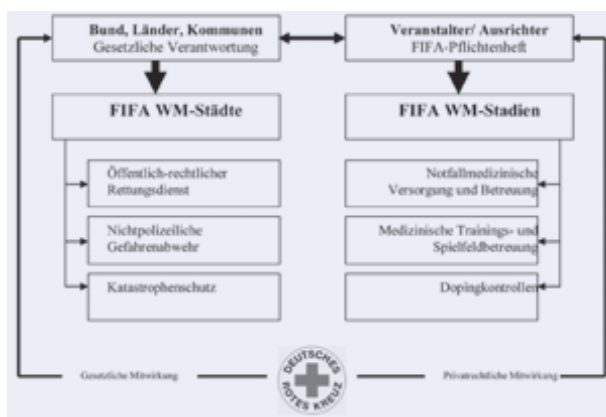 Bund, Länder, Kommunen
Gesetzliche Verantwortung
Veranstalter/ Ausrichter
FIFA-Pflichtenheft
FIFA WM-Städte
FIFA WM-Stadien
Öffentlich-rechtlicher
Rettungsdienst
Nichtpolizeiliche
Gefahrenabwehr
Katastrophenschutz
Notfallmedizinische
Versorgung und Betreuung
Medizinische Trainings- und
Spielfeldbetreuung
Dopingkontrollen
Gesetzliche Mitwirkung
DEUTSCHES
ROTES KREUZ
Privatrechtliche Mitwirkung